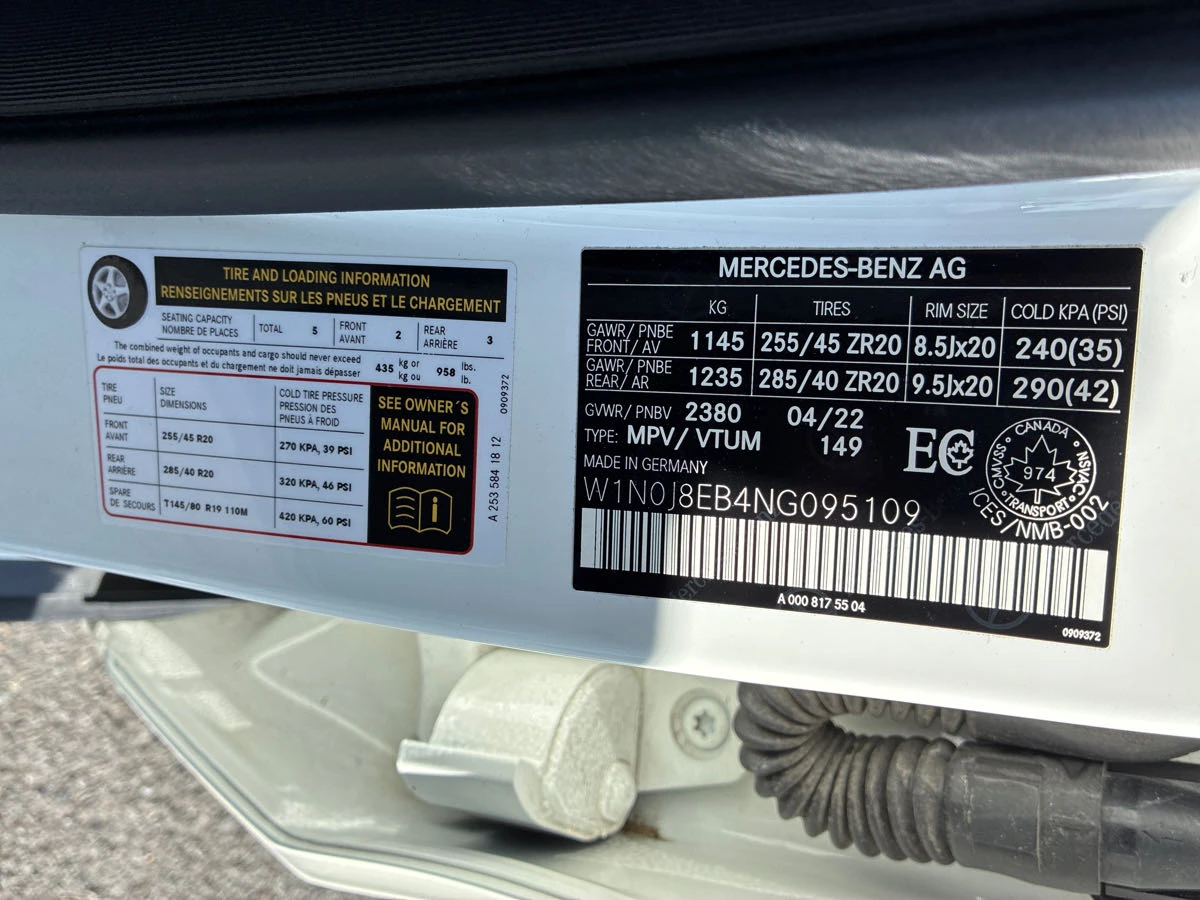 TIRE AND LOADING INFORMATION
RENSEIGNEMENTS SUR LES PNEUS ET LE CHARGEMENT
SEATING CAPACITY
NOMBRE DE PLACES
TOTAL 5
FRONT
AVANT
2
REAR
ARRIÈRE
3
The combined weight of occupants and cargo should never exceed
Le poids total des occupants et du chargement ne doit jamais dépasser
435 kg or
kg ou
958 lbs.
lb.
TIRE
PNEU
SIZE
DIMENSIONS
COLD TIRE PRESSURE
PRESSION DES
PNEUS À FROID
FRONT
AVANT
255/45 R20
270 KPA, 39 PSI
REAR
ARRIÈRE
285/40 R20
320 KPA, 46 PSI
SPARE
DE SECOURS
T145/80 R19 110M
420 KPA, 60 PSI
SEE OWNER´S
MANUAL FOR
ADDITIONAL
INFORMATION
0909372
A 253 584 18 12
MERCEDES-BENZ AG
KG TIRES RIM SIZE COLD KPA (PSI)
GAWR/ PNBE
FRONT/ AV
1145 255/45 ZR20 8.5Jx20 240(35)
GAWR/ PNBE
REAR/ AR
1235 285/40 ZR20 9.5Jx20 290(42)
GVWR/ PNBV 2380 04/22
TYPE: MPV/ VTUM 149
MADE IN GERMANY
W1N0J8EB4NG095109
EC
CANADA
CMVSS
NSVAC
974
TRANSPORT
ICES/NMB-002
A 000 817 55 04
0909372